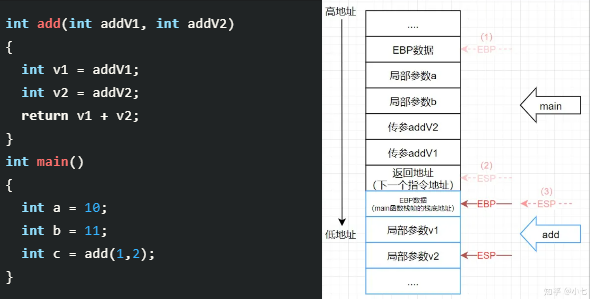 int add(int addV1, int addV2)
{
int v1 = addV1;
int v2 = addV2;
return v1 + v2;
}
int main()
{
int a = 10;
int b = 11;
int c = add(1,2);
}
高地址
低地址
....
EBP数据
局部参数a
局部参数b
传参addV2
传参addV1
返回地址
(下一个指令地址)
EBP数据
(main函数栈帧的栈底地址)
局部参数v1
局部参数v2
....
(1)
EBP
(2)
ESP
EBP
(3)
ESP
ESP
main
add
知乎 @小七